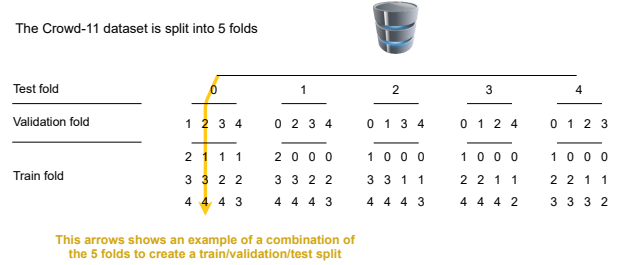 The Crowd-11 dataset is split into 5 folds
Test fold 0 1 2 3 4
Validation fold 1 2 3 4 0 2 3 4 0 1 3 4 0 1 2 4 0 1 2 3
2 1 1 1 2 0 0 0 1 0 0 0 1 0 0 0 1 0 0 0
Train fold 3 3 2 2 3 3 2 2 3 3 1 1 2 2 1 1 2 2 1 1
4 4 4 3 4 4 4 3 4 4 4 3 4 4 4 2 3 3 3 2
This arrows shows an example of a combination of
the 5 folds to create a train/validation/test split